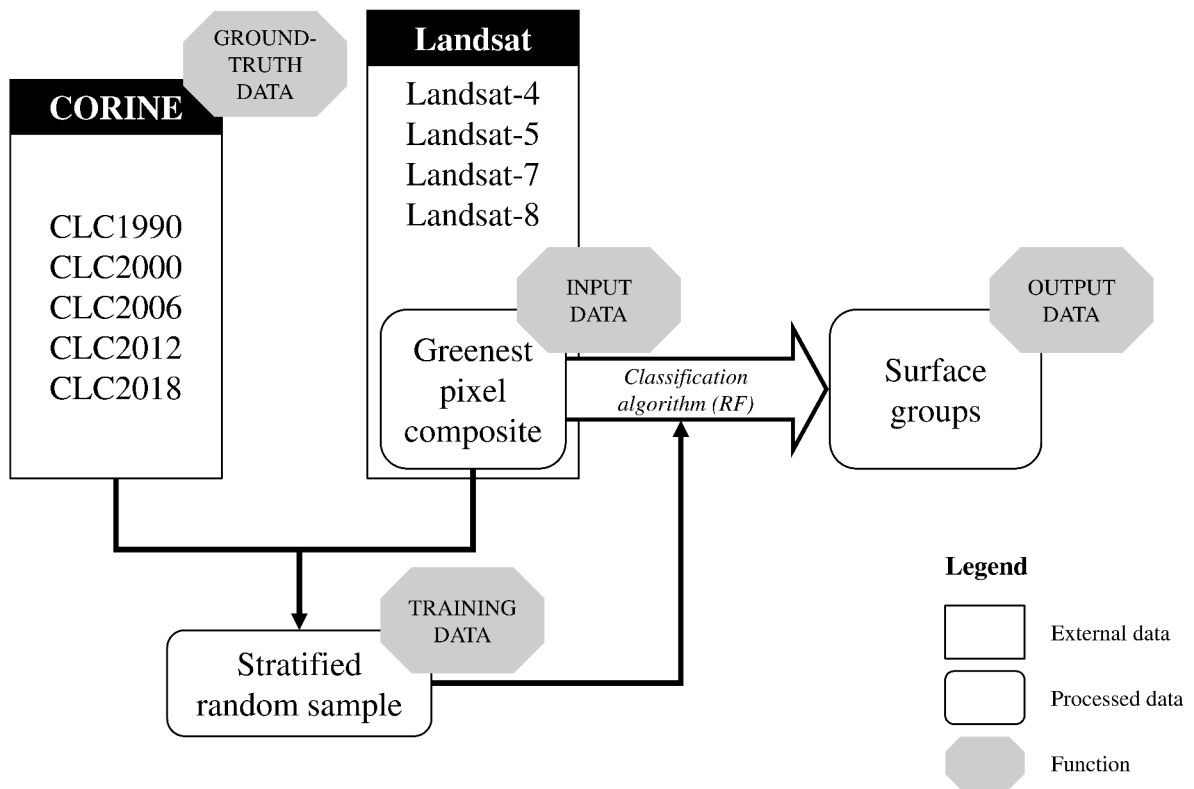 GROUND-
TRUTH
DATA
CORINE
CLC1990
CLC2000
CLC2006
CLC2012
CLC2018
Landsat
Landsat-4
Landsat-5
Landsat-7
Landsat-8
INPUT
DATA
Greenest
pixel
composite
Classification
algorithm (RF)
OUTPUT
DATA
Surface
groups
TRAINING
DATA
Stratified
random sample
Legend
External data
Processed data
Function